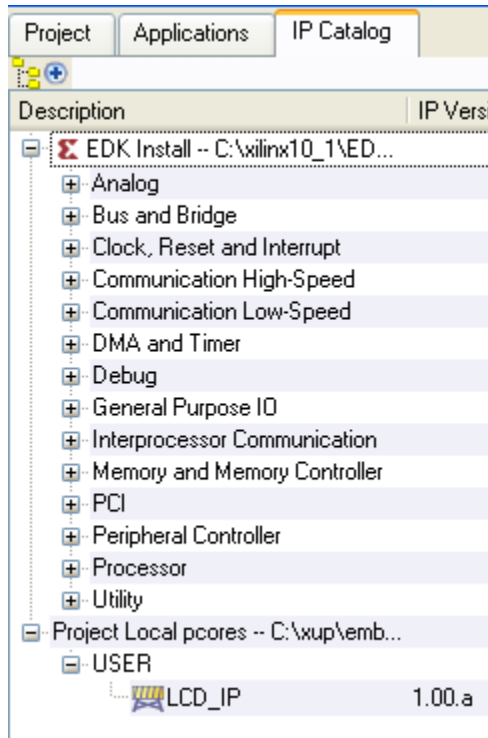 Project Applications IP Catalog
Description IP Versi
EDK Install -- C:\xilinx10_1\ED...
Analog
Bus and Bridge
Clock, Reset and Interrupt
Communication High-Speed
Communication Low-Speed
DMA and Timer
Debug
General Purpose IO
Interprocessor Communication
Memory and Memory Controller
PCI
Peripheral Controller
Processor
Utility
Project Local pcores -- C:\xup\emb...
USER
LCD_IP 1.00.a